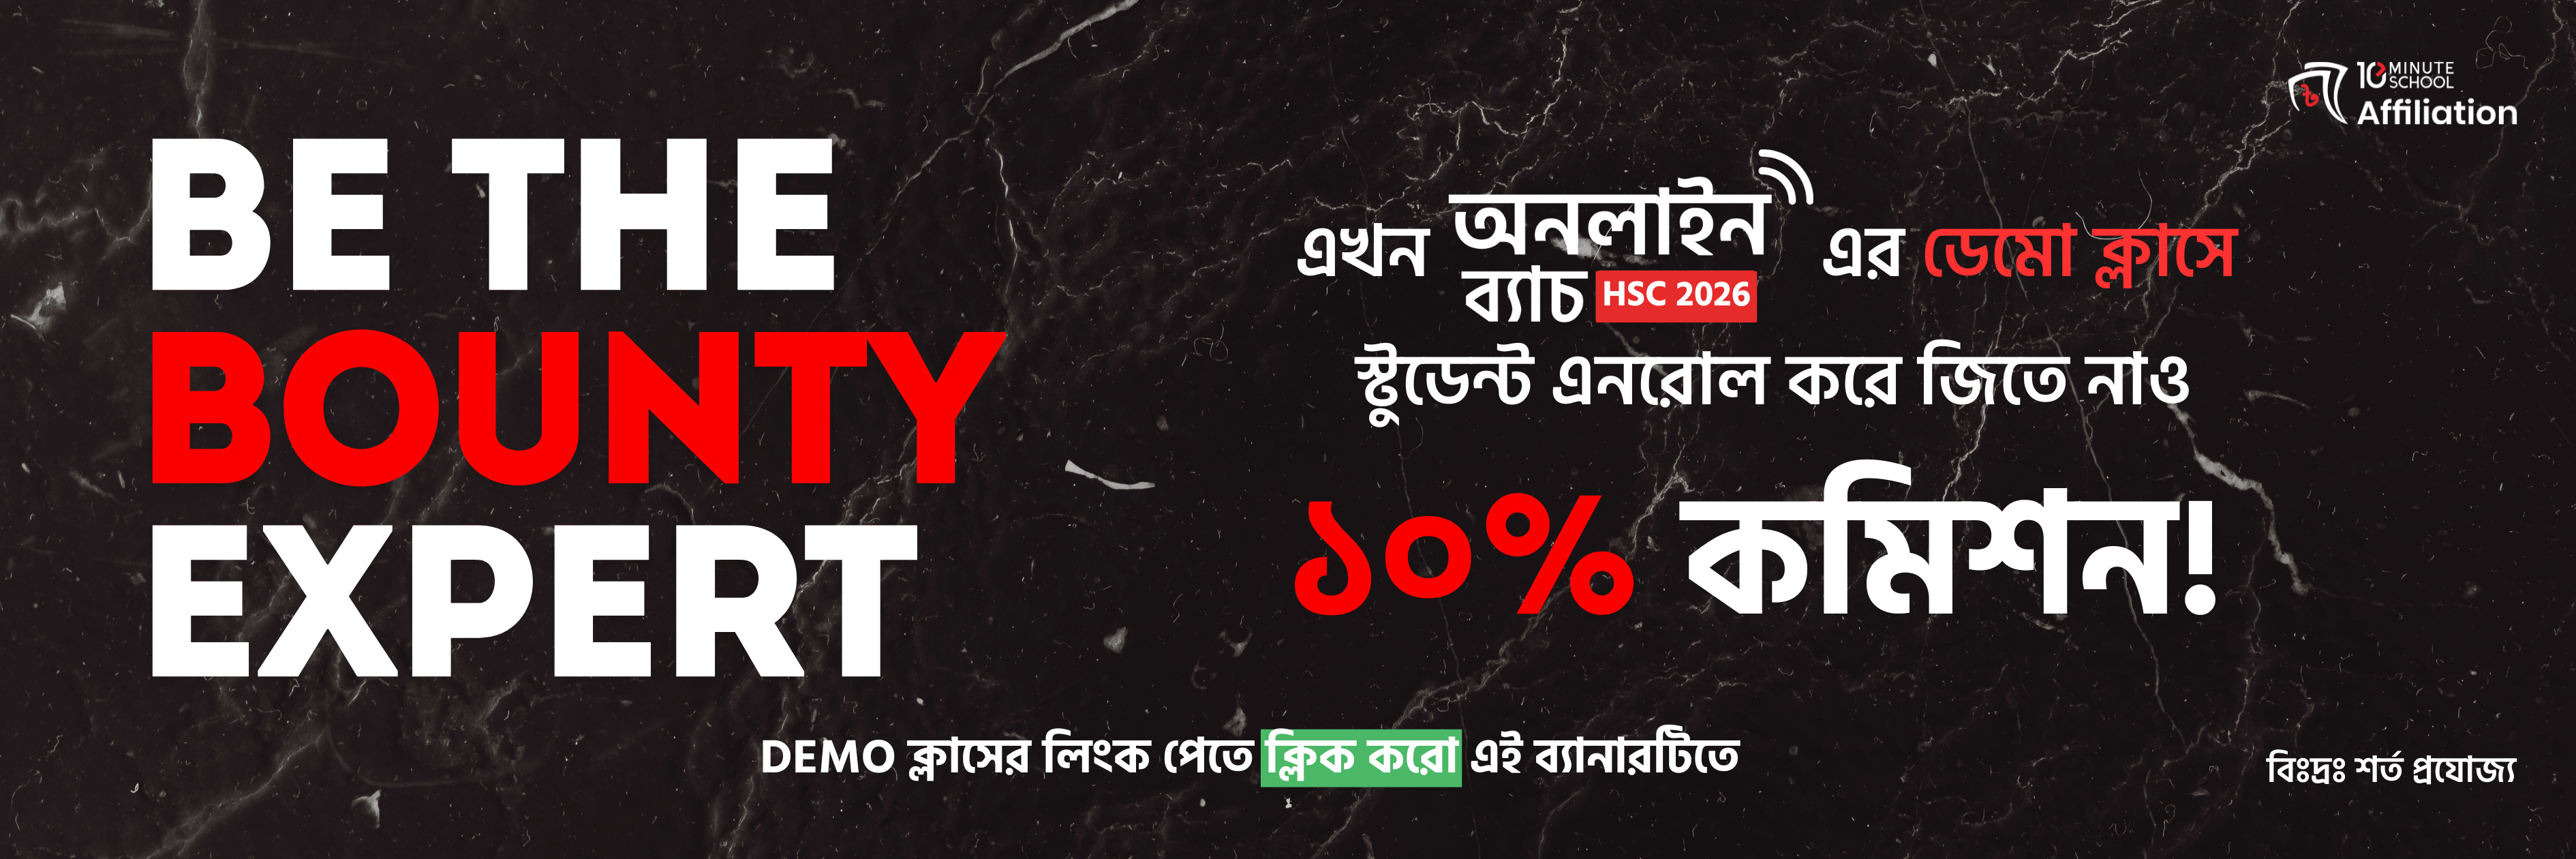 10 MINUTE SCHOOL
Affiliation
BE THE
BOUNTY
EXPERT
এখন অনলাইন ব্যাচ HSC 2026 এর ডেমো ক্লাসে
স্টুডেন্ট এনরোল করে জিতে নাও
১০% কমিশন!
DEMO ক্লাসের লিংক পেতে ক্লিক করো এই ব্যানারটিতে
বিঃদ্রঃ শর্ত প্রযোজ্য